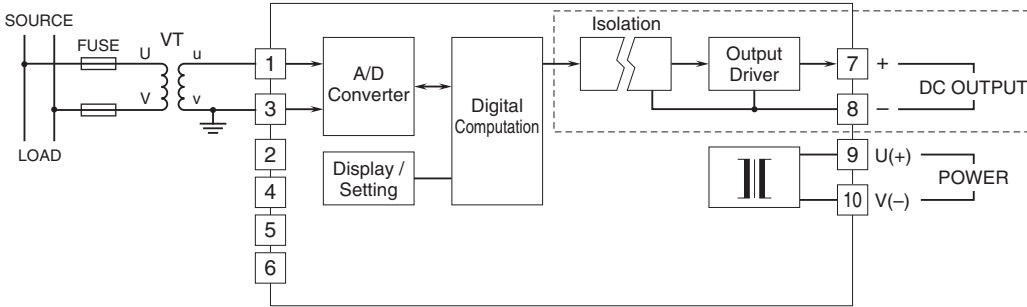 SOURCE
FUSE
VT
U
u
V
v
LOAD
1
3
2
4
5
6
A/D
Converter
Display /
Setting
Digital
Computation
Isolation
Output
Driver
7
+
8
–
DC OUTPUT
9
U(+)
10
V(–)
POWER